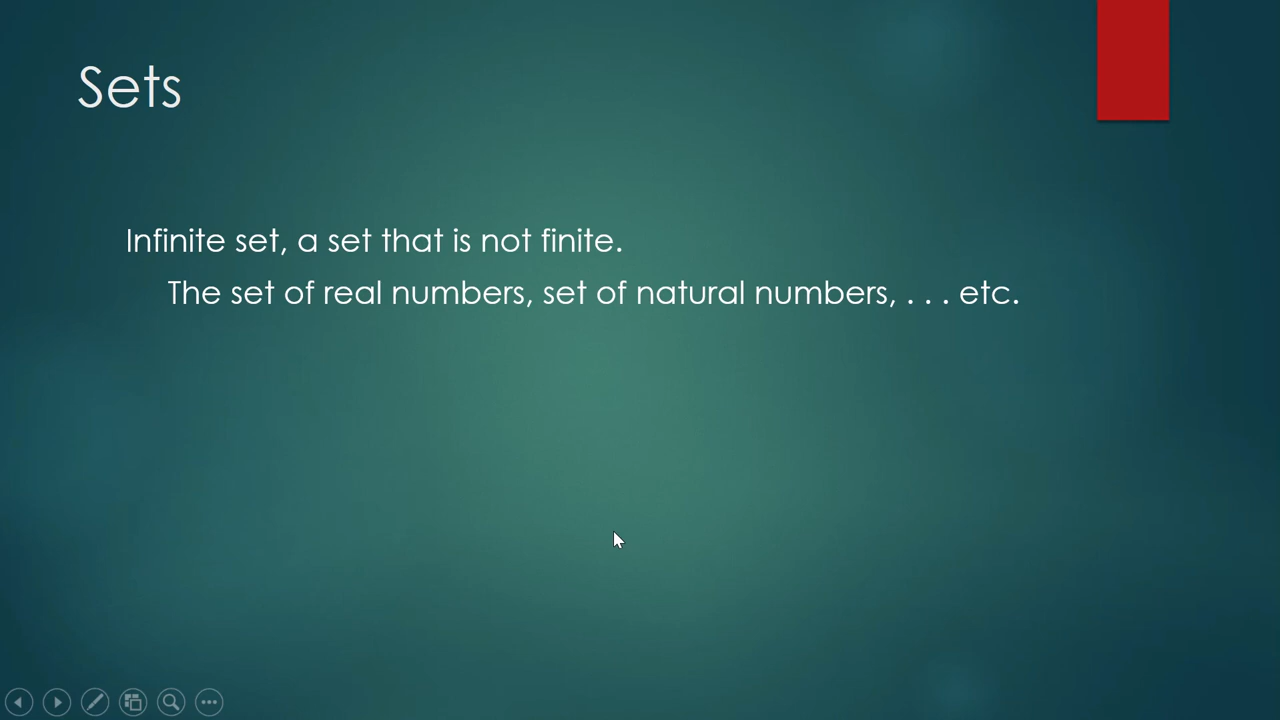 Sets
Infinite set, a set that is not finite.
The set of real numbers, set of natural numbers, . . . etc.